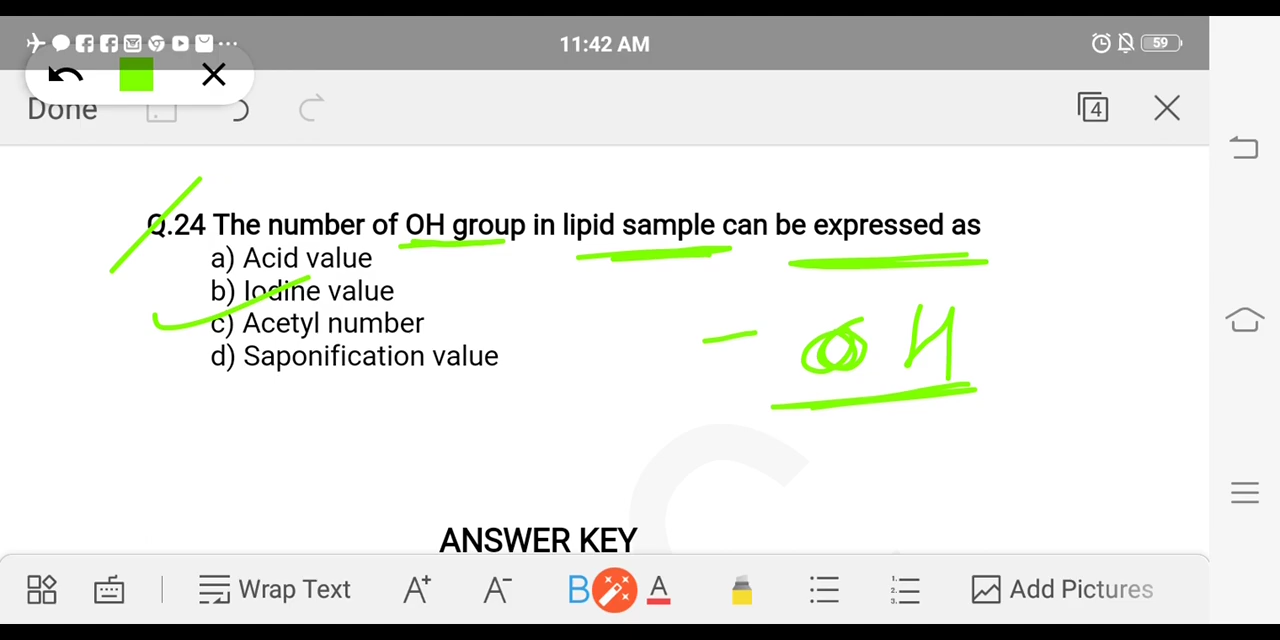 11:42 AM
59
Done
4
Q.24 The number of OH group in lipid sample can be expressed as
a) Acid value
b) Iodine value
c) Acetyl number
d) Saponification value
- OH
ANSWER KEY
Wrap Text A+ A- B A Add Pictures